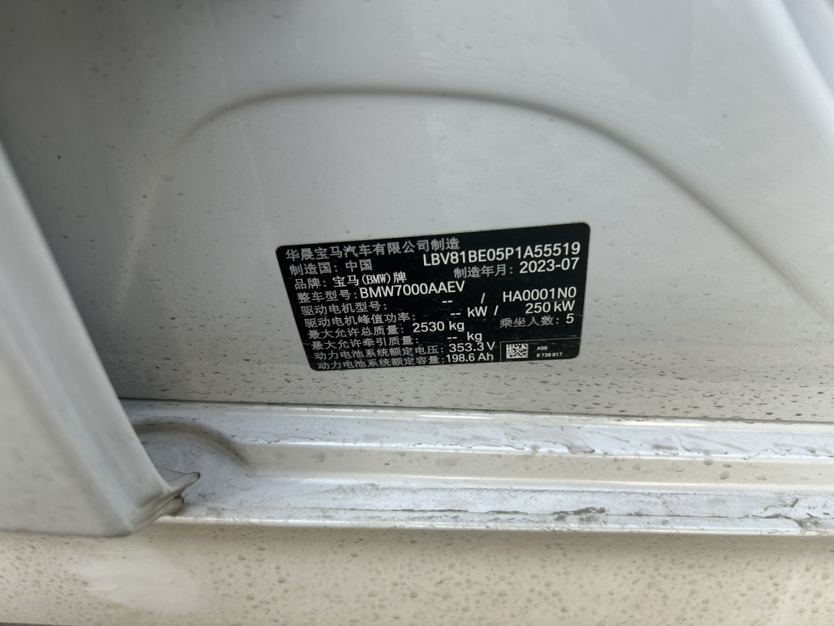 华晨宝马汽车有限公司制造
制造国：中国 LBV81BE05P1A55519
品牌：宝马(BMW)牌 制造年月：2023-07
整车型号：BMW7000AAEV
驱动电机型号： -- / HA0001N0
驱动电机峰值功率： -- kW / 250 kW
最大允许总质量：2530 kg 乘坐人数：5
最大允许牵引质量： -- kg
动力电池系统额定电压：353.3 V
动力电池系统额定容量：198.6 Ah
A96
6 736 817